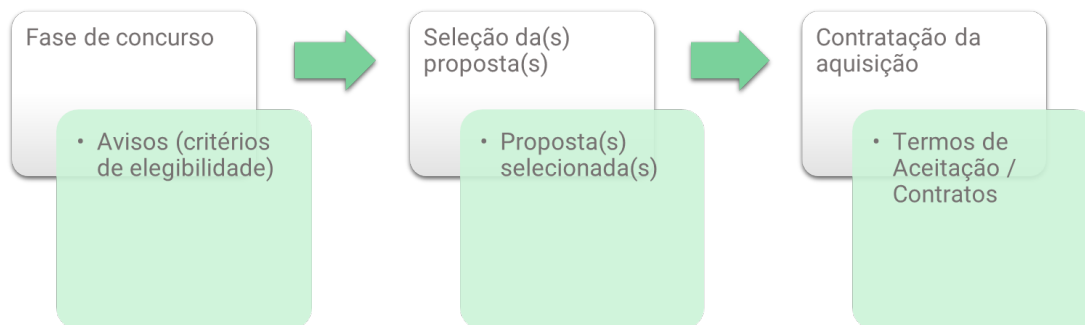 Fase de concurso
• Avisos (critérios
de elegibilidade)
Seleção da(s)
proposta(s)
• Proposta(s)
selecionada(s)
Contratação da
aquisição
• Termos de
Aceitação /
Contratos